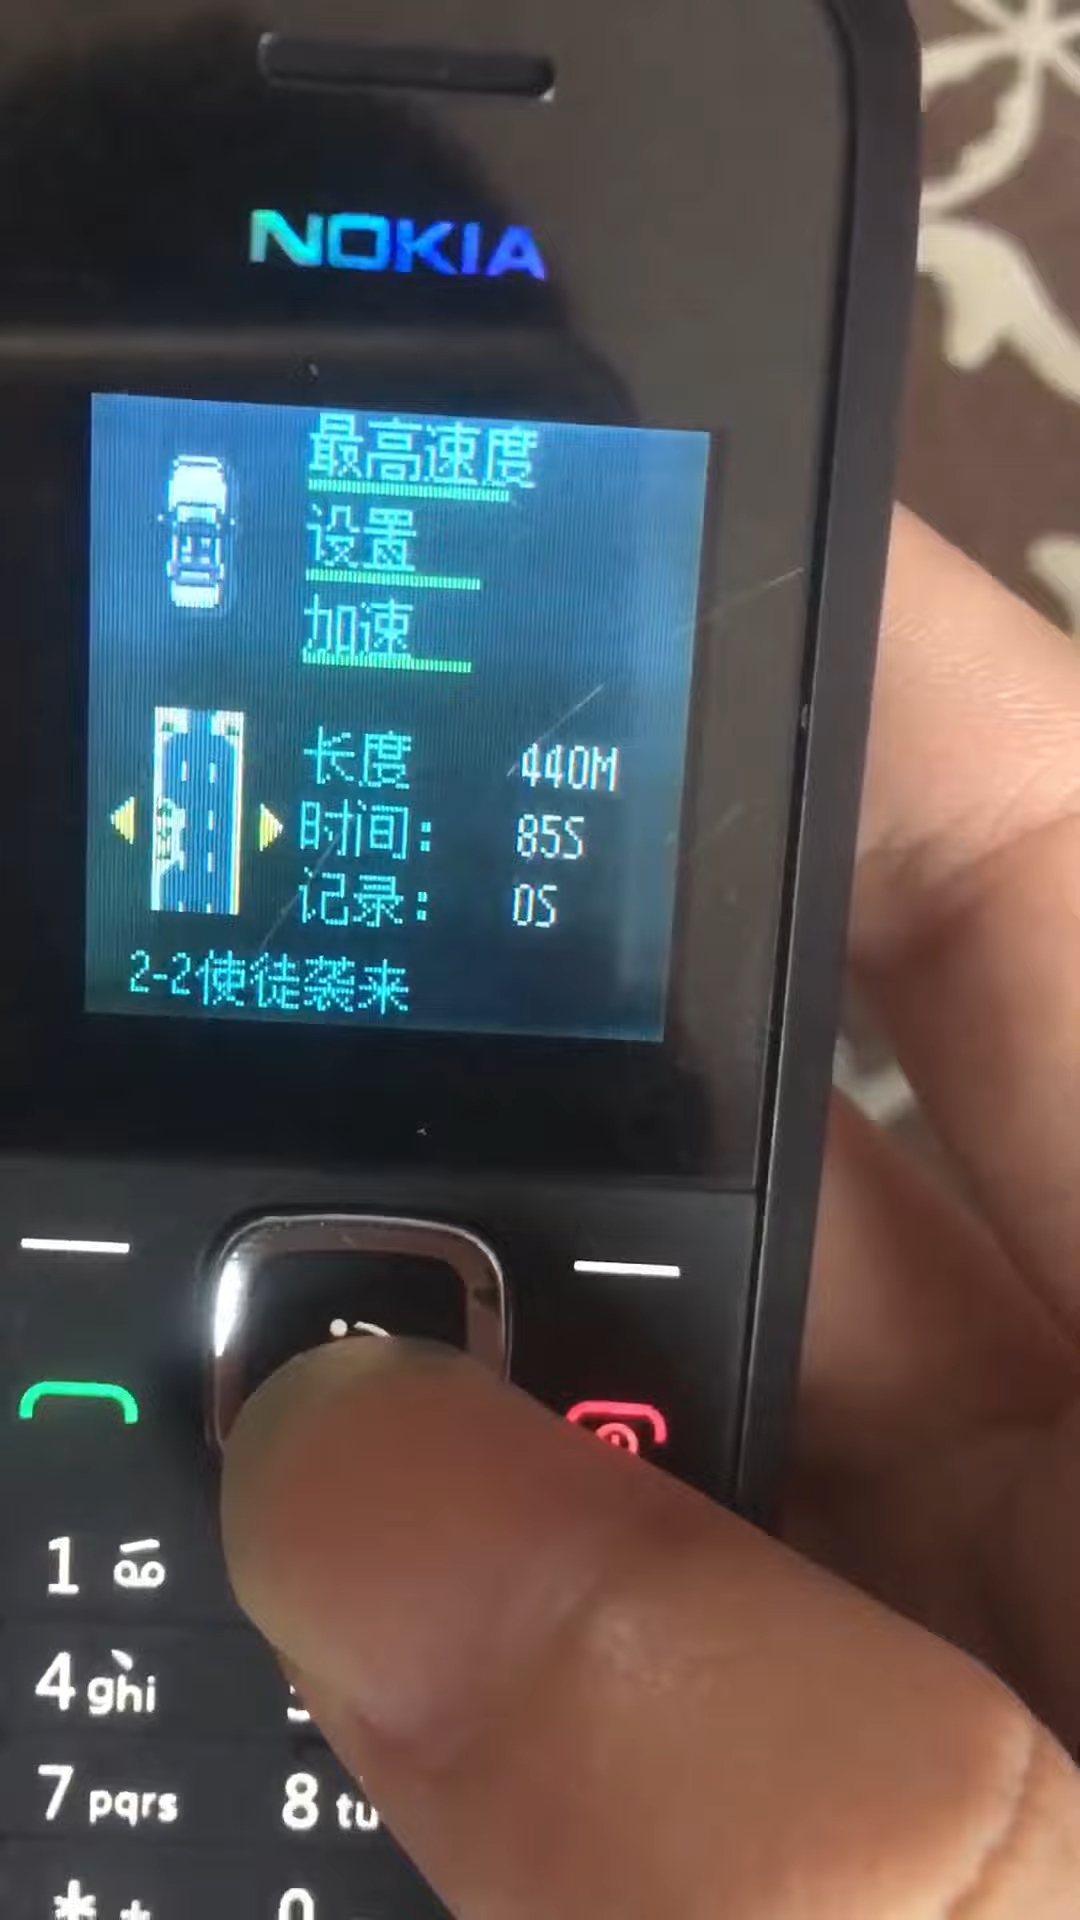 NOKIA
最高速度
设置
加速
长度 440M
时间: 85S
记录: 0S
2-2使徒袭来
1
4 ghi
7 pqrs 8 tu
* +
0